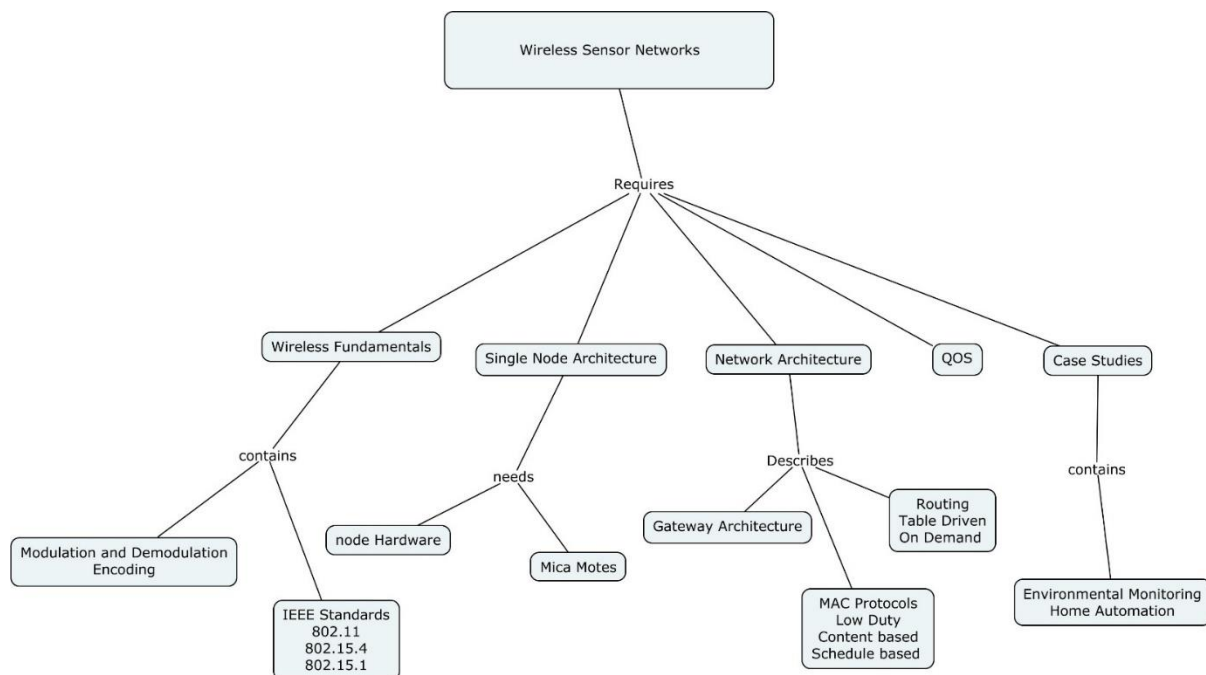 Wireless Sensor Networks
Requires
Wireless Fundamentals
Single Node Architecture
Network Architecture
QOS
Case Studies
contains
needs
Describes
contains
Modulation and Demodulation
Encoding
IEEE Standards
802.11
802.15.4
802.15.1
node Hardware
Mica Motes
Gateway Architecture
Routing
Table Driven
On Demand
MAC Protocols
Low Duty
Content based
Schedule based
Environmental Monitoring
Home Automation